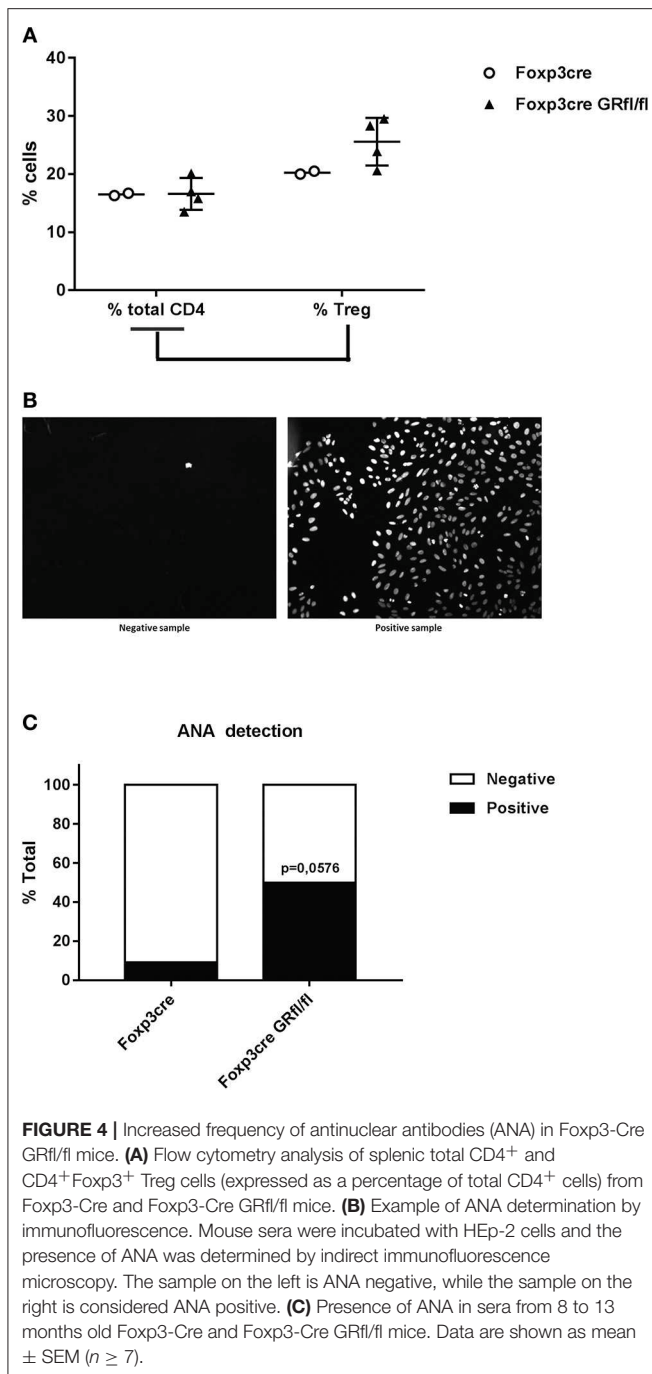 A
40
30
20
10
0
% cells
% total CD4
% Treg
Foxp3cre
Foxp3cre GRfl/fl
B
Negative sample
Positive sample
C
ANA detection
100
80
60
40
20
0
% Total
p=0,0576
Foxp3cre
Foxp3cre GRfl/fl
Negative
Positive
FIGURE 4 | Increased frequency of antinuclear antibodies (ANA) in Foxp3-Cre
GRfl/fl mice. (A) Flow cytometry analysis of splenic total CD4+ and
CD4+Foxp3+ Treg cells (expressed as a percentage of total CD4+ cells) from
Foxp3-Cre and Foxp3-Cre GRfl/fl mice. (B) Example of ANA determination by
immunofluorescence. Mouse sera were incubated with HEp-2 cells and the
presence of ANA was determined by indirect immunofluorescence
microscopy. The sample on the left is ANA negative, while the sample on the
right is considered ANA positive. (C) Presence of ANA in sera from 8 to 13
months old Foxp3-Cre and Foxp3-Cre GRfl/fl mice. Data are shown as mean
± SEM (n ≥ 7).